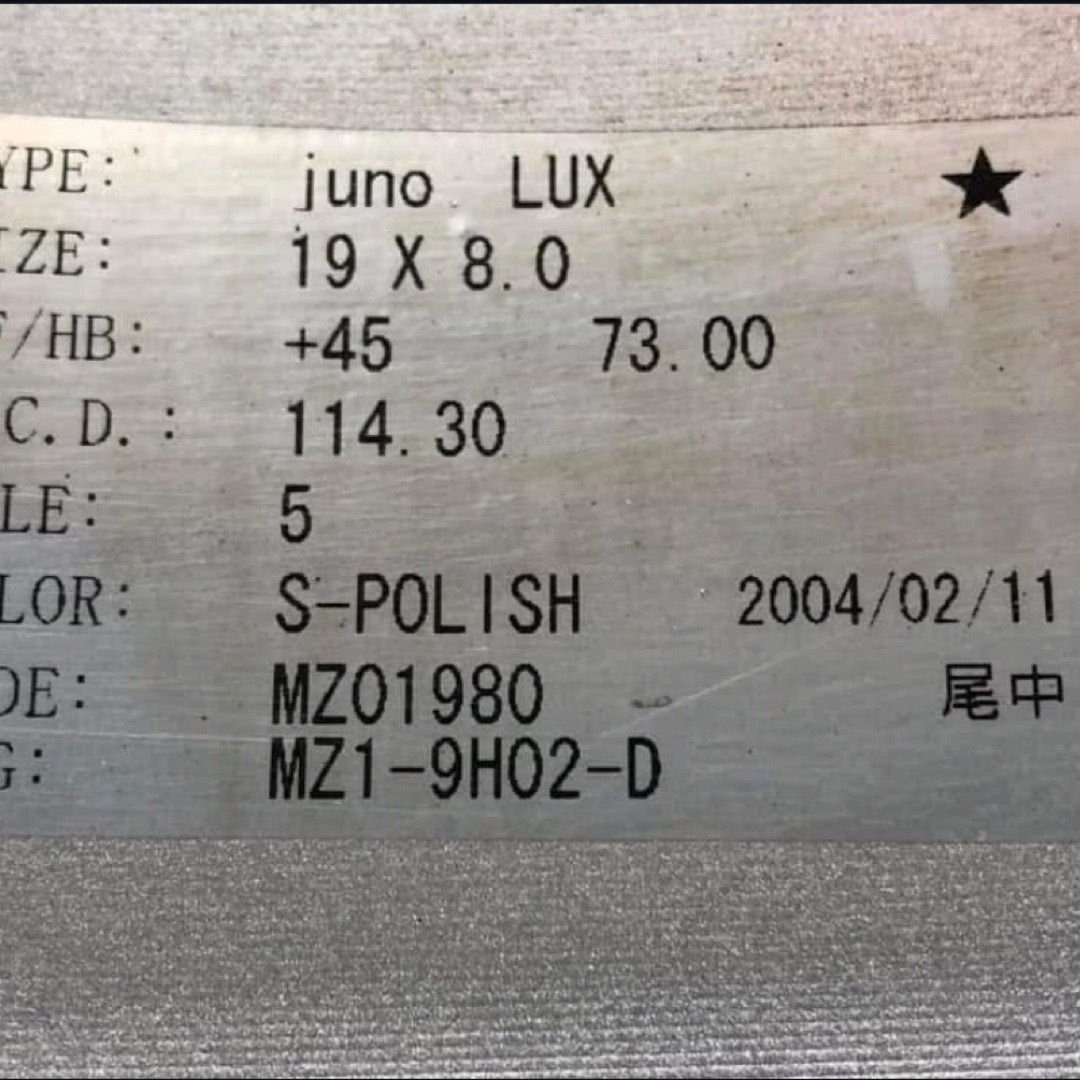 YPE: juno LUX ★
IZE: 19 X 8.0
F/HB: +45 73.00
C.D.: 114.30
LE: 5
LOR: S-POLISH 2004/02/11
DE: MZ01980 尾中
G: MZ1-9H02-D